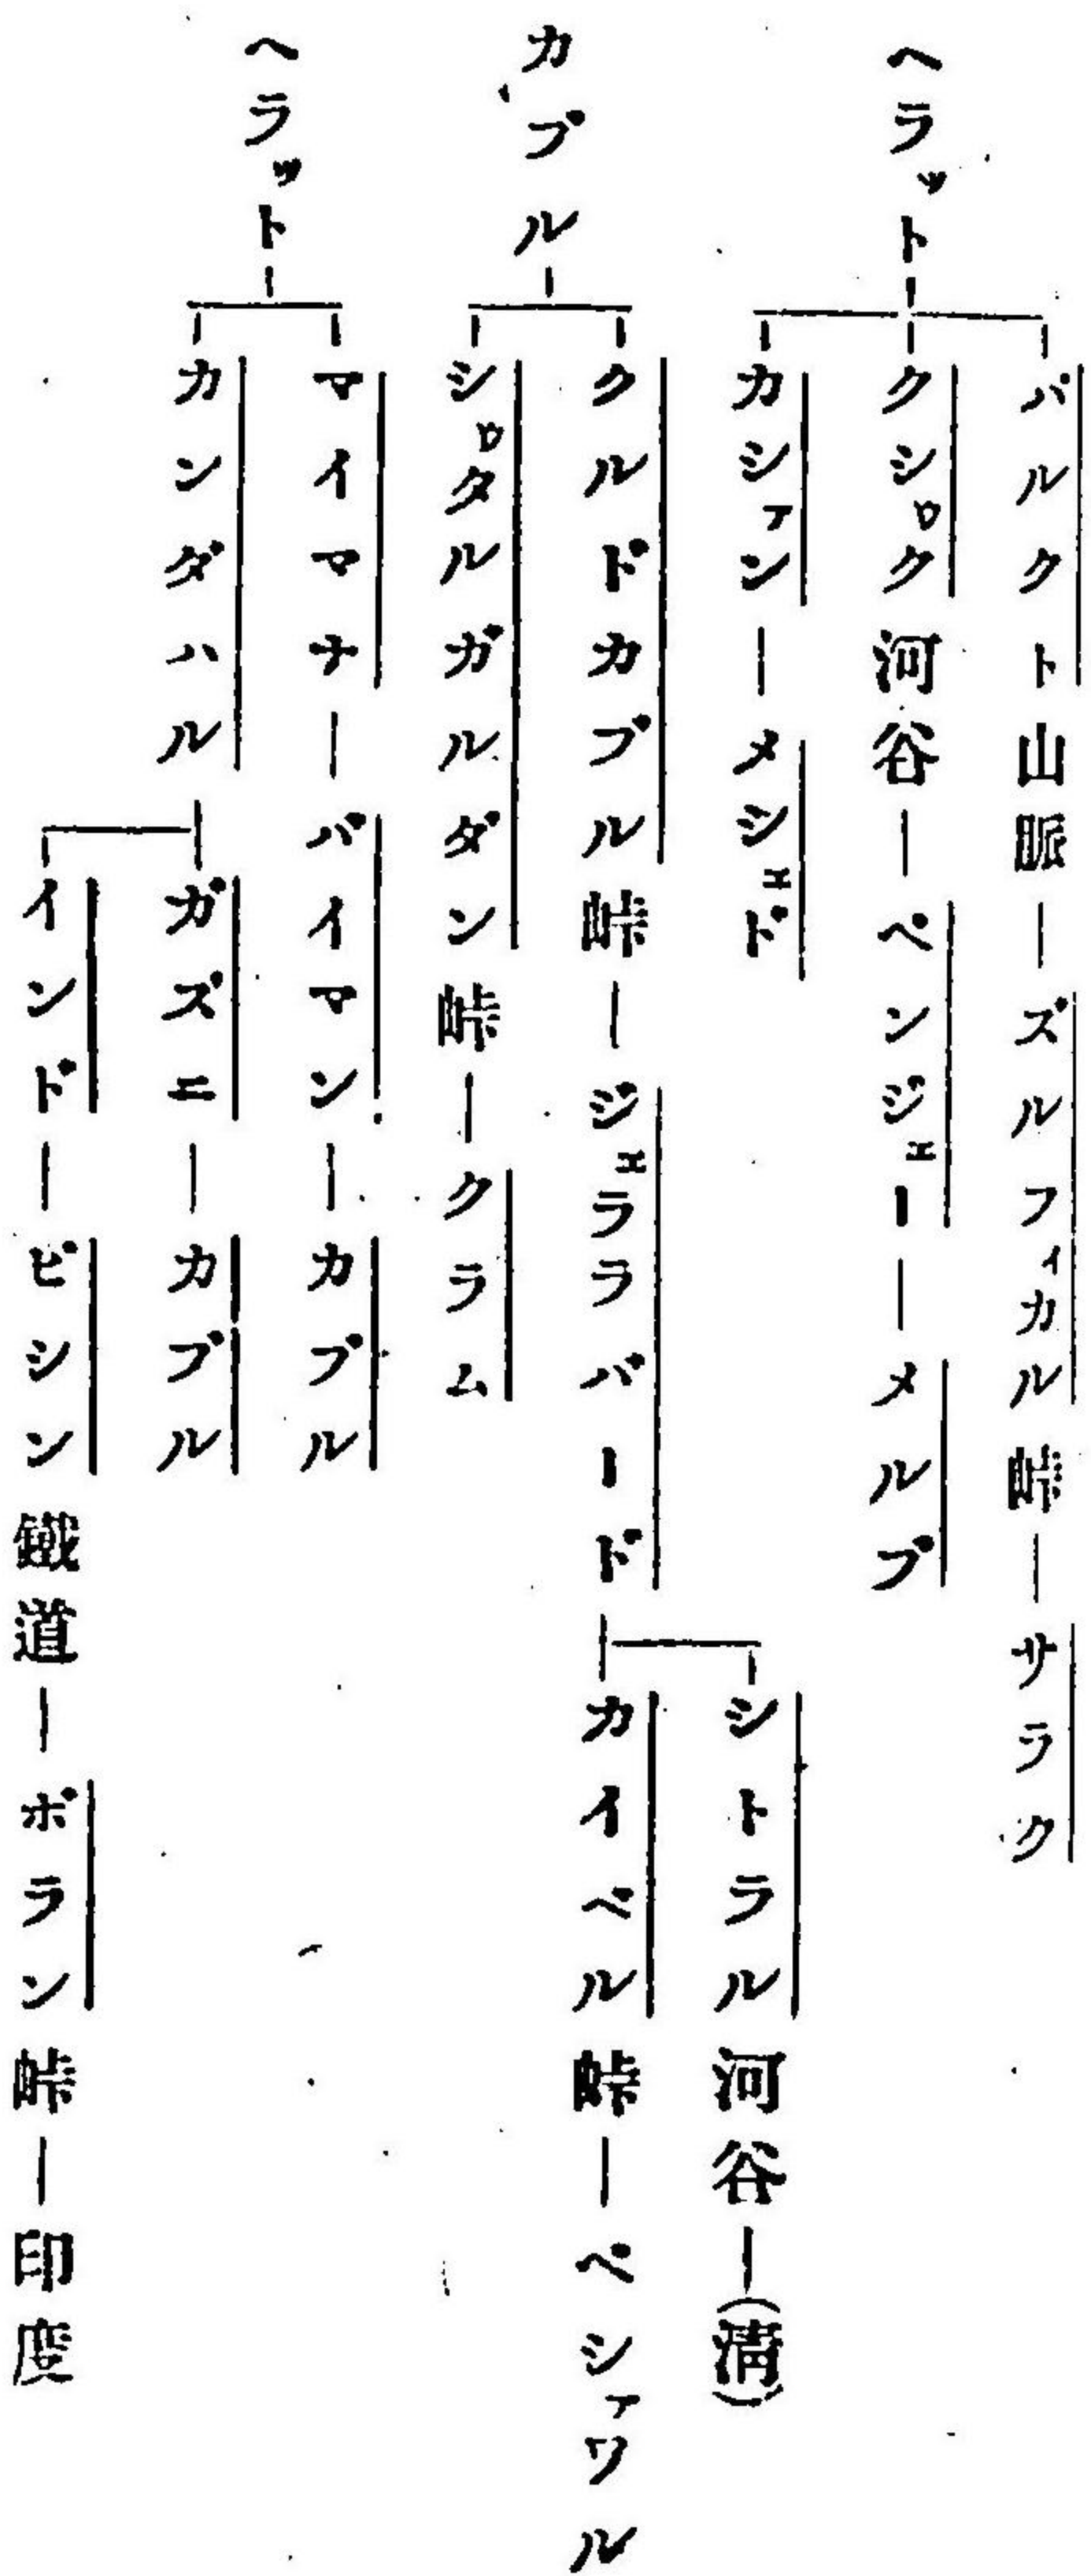 ヘラット
バルクト山脈―ズルフィカル峠―サラク
クシ゚ク河谷―ペンジェー―メルブ
カシァン―メシェド
カブル
クルドカブル峠―ジェララバード
シトラル河谷―(淸)
カイベル峠―ペシァワル
シ゚タルガルダン峠―クラム
ヘラット
マイマナ―バイマン―カブル
カンダハル
ガズニ―カブル
インド―ピシン鐵道―ボラン峠―印度